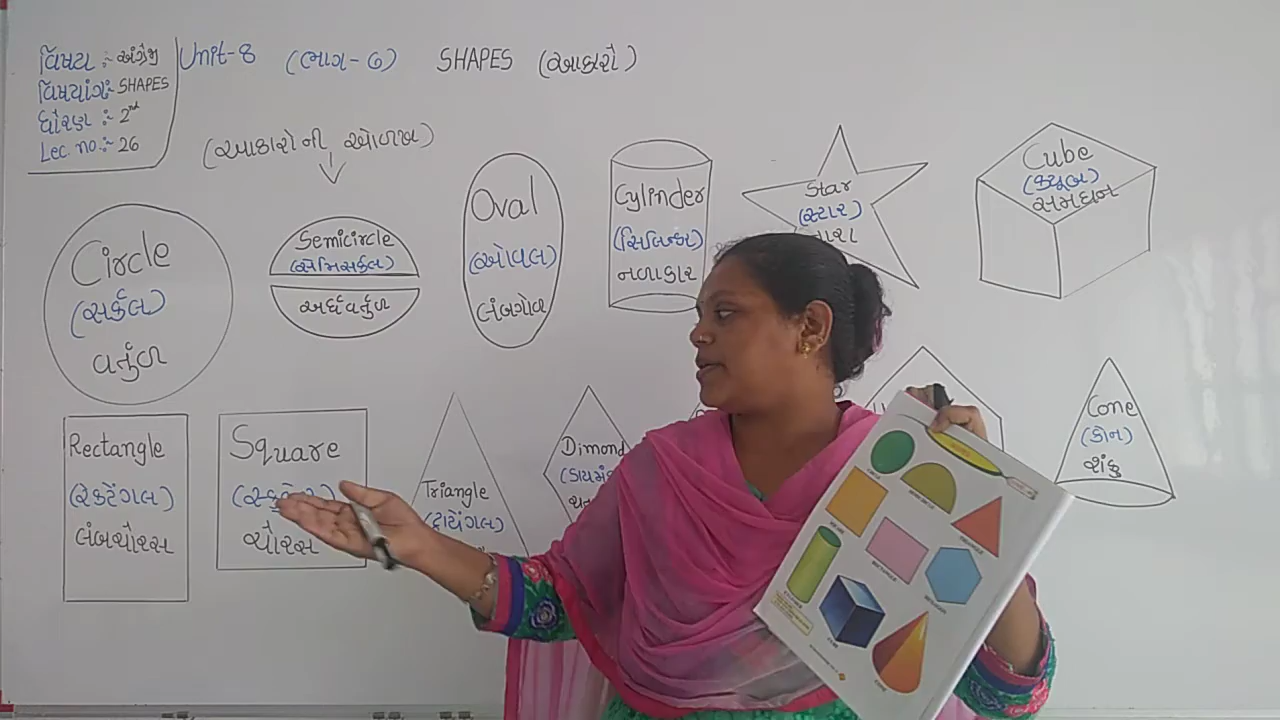 વિષય :- અંગ્રેજી
વિષયાંગ:- SHAPES
ધોરણ :- 2nd
Lec. no.:- 26
Unit-8 (ભાગ-૭) SHAPES (આકારો)
(આકારોની ઓળખ)
Circle
(સર્કલ)
વર્તુળ
Semicircle
(સેમિસર્કલ)
અર્ધવર્તુળ
Oval
(ઓવલ)
લંબગોળ
Cylinder
(સિલિન્ડર)
નળાકાર
Star
(સ્ટાર)
તારા
Cube
(ક્યુબ)
સમઘન
Rectangle
(રેક્ટેંગલ)
લંબચોરસ
Square
ચોરસ
Triangle
(ટ્રાયેંગલ)
Dimond
Cone
(કોન)
શંકુ